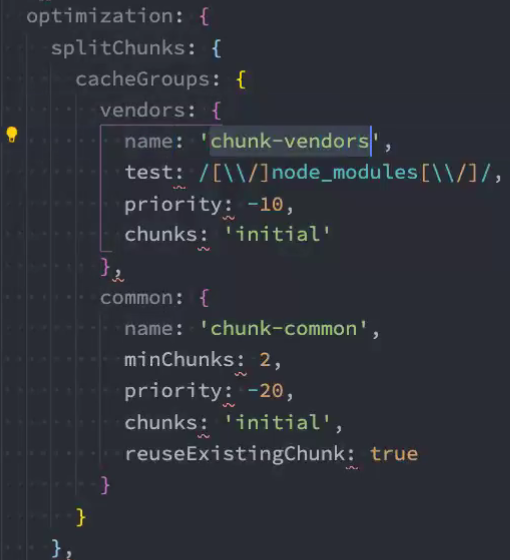 optimization: {
splitChunks: {
cacheGroups: {
vendors: {
name: 'chunk-vendors',
test: /[\\/]node_modules[\\/]/,
priority: -10,
chunks: 'initial'
},
common: {
name: 'chunk-common',
minChunks: 2,
priority: -20,
chunks: 'initial',
reuseExistingChunk: true
}
}
},